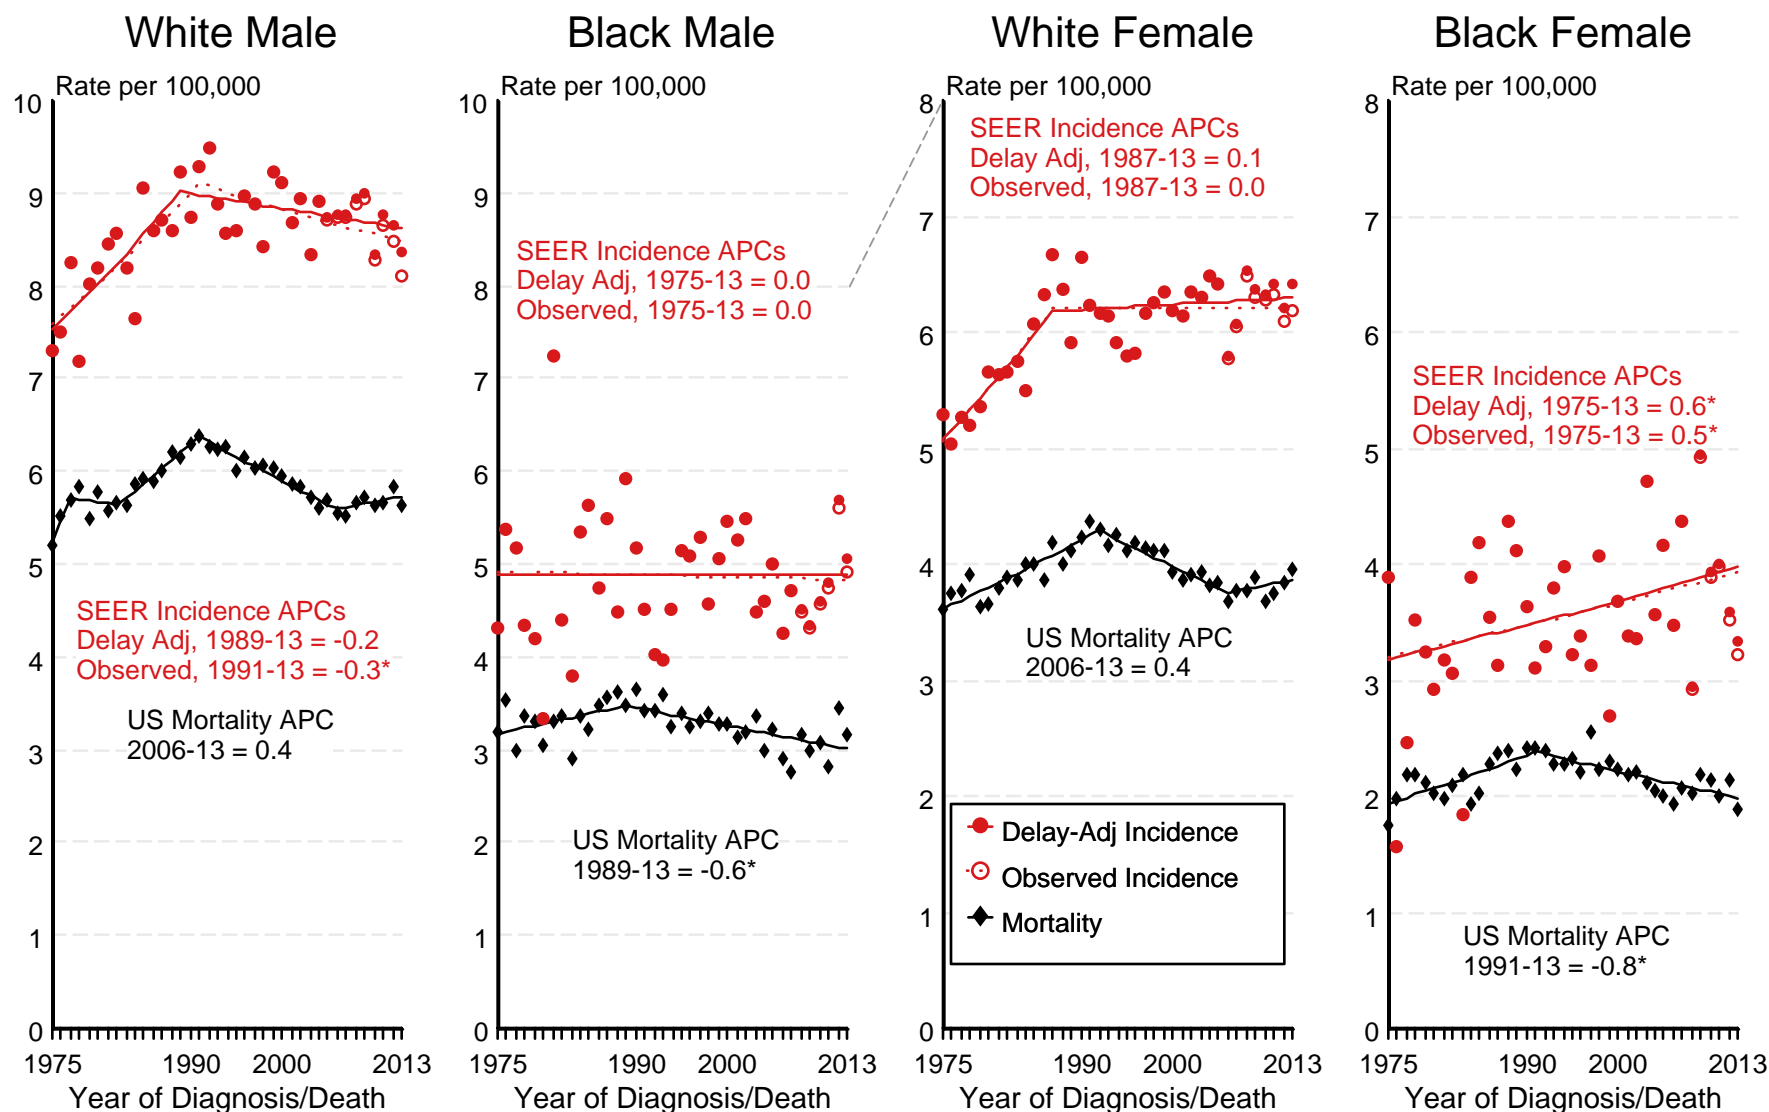 White Male
Rate per 100,000
10
9
8
7
6
5
4
3
2
1
0
SEER Incidence APCs
Delay Adj, 1989-13 = -0.2
Observed, 1991-13 = -0.3*
US Mortality APC
2006-13 = 0.4
1975 1990 2000 2013
Year of Diagnosis/Death
Black Male
Rate per 100,000
10
9
8
7
6
5
4
3
2
1
0
SEER Incidence APCs
Delay Adj, 1975-13 = 0.0
Observed, 1975-13 = 0.0
US Mortality APC
1989-13 = -0.6*
1975 1990 2000 2013
Year of Diagnosis/Death
White Female
Rate per 100,000
8
7
6
5
4
3
2
1
0
SEER Incidence APCs
Delay Adj, 1987-13 = 0.1
Observed, 1987-13 = 0.0
US Mortality APC
2006-13 = 0.4
Delay-Adj Incidence
Observed Incidence
Mortality
1975 1990 2000 2013
Year of Diagnosis/Death
Black Female
Rate per 100,000
8
7
6
5
4
3
2
1
0
SEER Incidence APCs
Delay Adj, 1975-13 = 0.6*
Observed, 1975-13 = 0.5*
US Mortality APC
1991-13 = -0.8*
1975 1990 2000 2013
Year of Diagnosis/Death